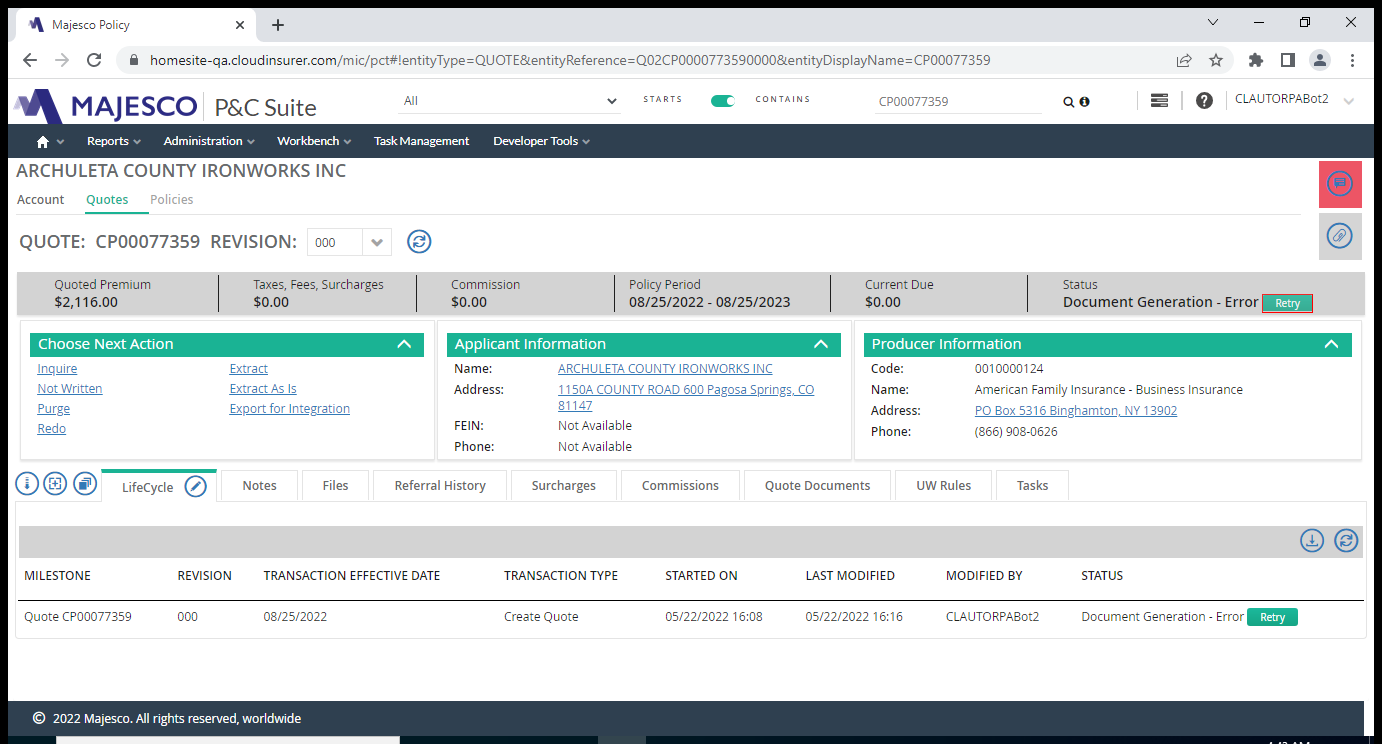 Majesco Policy
homesite-qa.cloudinsurer.com/mic/pct#!entityType=QUOTE&entityReference=Q02CP0000773590000&entityDisplayName=CP00077359
MAJESCO P&C Suite All STARTS CONTAINS CP00077359 CLAUTORPABot2
Reports Administration Workbench Task Management Developer Tools
ARCHULETA COUNTY IRONWORKS INC
Account Quotes Policies
QUOTE: CP00077359 REVISION: 000
Quoted Premium Taxes, Fees, Surcharges Commission Policy Period Current Due Status
$2,116.00 $0.00 $0.00 08/25/2022 - 08/25/2023 $0.00 Document Generation - Error Retry
Choose Next Action
Inquire Extract
Not Written Extract As Is
Purge Export for Integration
Redo
Applicant Information
Name: ARCHULETA COUNTY IRONWORKS INC
Address: 1150A COUNTY ROAD 600 Pagosa Springs, CO
81147
FEIN: Not Available
Phone: Not Available
Producer Information
Code: 0010000124
Name: American Family Insurance - Business Insurance
Address: PO Box 5316 Binghamton, NY 13902
Phone: (866) 908-0626
LifeCycle Notes Files Referral History Surcharges Commissions Quote Documents UW Rules Tasks
MILESTONE REVISION TRANSACTION EFFECTIVE DATE TRANSACTION TYPE STARTED ON LAST MODIFIED MODIFIED BY STATUS
Quote CP00077359 000 08/25/2022 Create Quote 05/22/2022 16:08 05/22/2022 16:16 CLAUTORPABot2 Document Generation - Error Retry
© 2022 Majesco. All rights reserved, worldwide